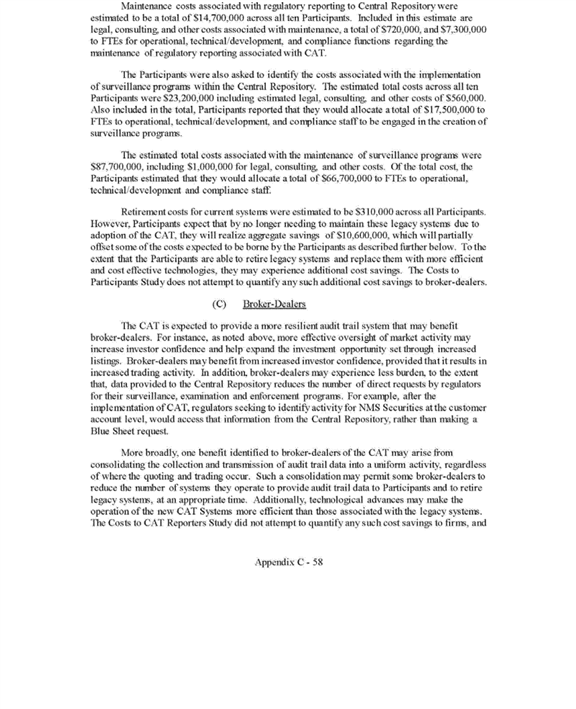 Maintenance costs associated with regulatory reporting to Central Repository were
estimated to be a total of $14,700,000 across all ten Participants. Included in this estimate are
legal, consulting, and other costs associated with maintenance, a total of $720,000, and $7,300,000
to FTEs for operational, technical/development, and compliance functions regarding the
maintenance of regulatory reporting associated with CAT.
The Participants were also asked to identify the costs associated with the implementation
of surveillance programs within the Central Repository. The estimated total costs across all ten
Participants were $23,200,000 including estimated legal, consulting, and other costs of $560,000.
Also included in the total, Participants reported that they would allocate a total of $17,500,000 to
FTEs to operational, technical/development, and compliance staff to be engaged in the creation of
surveillance programs.
The estimated total costs associated with the maintenance of surveillance programs were
$87,700,000, including $1,000,000 for legal, consulting, and other costs. Of the total cost, the
Participants estimated that they would allocate a total of $66,700,000 to FTEs to operational,
technical/development and compliance staff.
Retirement costs for current systems were estimated to be $310,000 across all Participants.
However, Participants expect that by no longer needing to maintain these legacy systems due to
adoption of the CAT, they will realize aggregate savings of $10,600,000, which will partially
offset some of the costs expected to be borne by the Participants as described further below. To the
extent that the Participants are able to retire legacy systems and replace them with more efficient
and cost effective technologies, they may experience additional cost savings. The Costs to
Participants Study does not attempt to quantify any such additional cost savings to broker-dealers.
(C) Broker-Dealers
The CAT is expected to provide a more resilient audit trail system that may benefit
broker-dealers. For instance, as noted above, more effective oversight of market activity may
increase investor confidence and help expand the investment opportunity set through increased
listings. Broker-dealers may benefit from increased investor confidence, provided that it results in
increased trading activity. In addition, broker-dealers may experience less burden, to the extent
that, data provided to the Central Repository reduces the number of direct requests by regulators
for their surveillance, examination and enforcement programs. For example, after the
implementation of CAT, regulators seeking to identify activity for NMS Securities at the customer
account level, would access that information from the Central Repository, rather than making a
Blue Sheet request.
More broadly, one benefit identified to broker-dealers of the CAT may arise from
consolidating the collection and transmission of audit trail data into a uniform activity, regardless
of where the quoting and trading occur. Such a consolidation may permit some broker-dealers to
reduce the number of systems they operate to provide audit trail data to Participants and to retire
legacy systems, at an appropriate time. Additionally, technological advances may make the
operation of the new CAT Systems more efficient than those associated with the legacy systems.
The Costs to CAT Reporters Study did not attempt to quantify any such cost savings to firms, and
Appendix C - 58